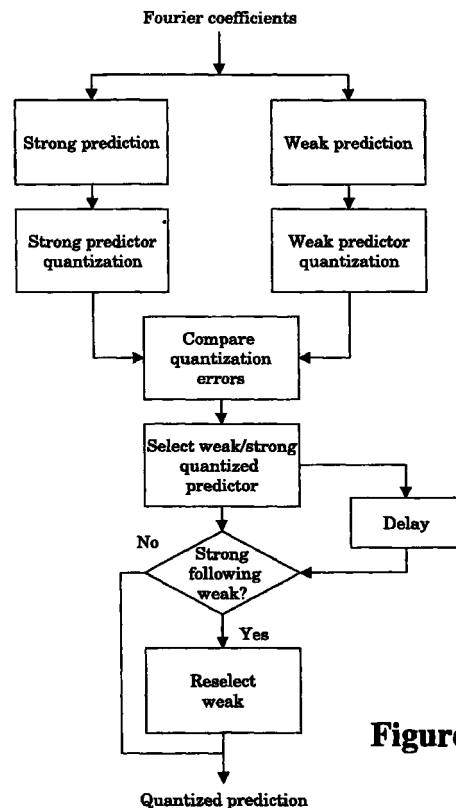 Fourier coefficients
Strong prediction
Weak prediction
Strong predictor
quantization
Weak predictor
quantization
Compare
quantization
errors
Select weak/strong
quantized
predictor
Delay
No
Strong
following
weak?
Yes
Reselect
weak
Figure
Quantized prediction